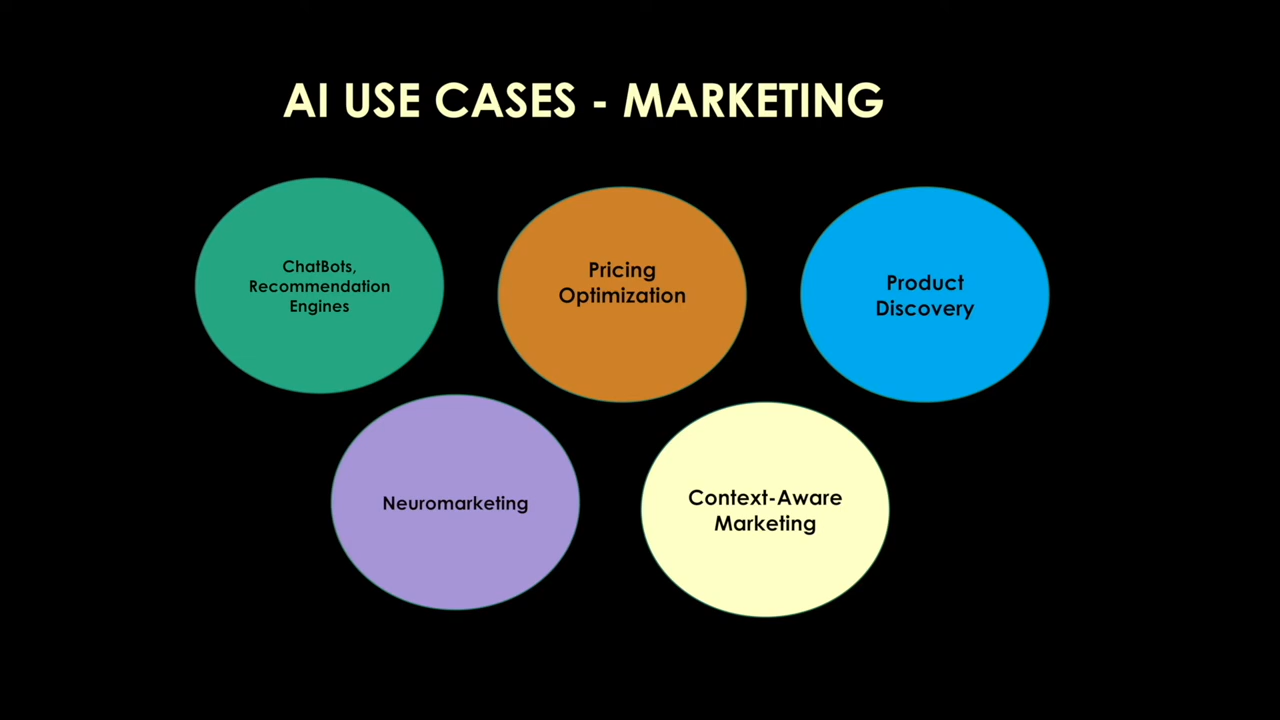 AI USE CASES - MARKETING
ChatBots,
Recommendation
Engines
Pricing
Optimization
Product
Discovery
Neuromarketing
Context-Aware
Marketing